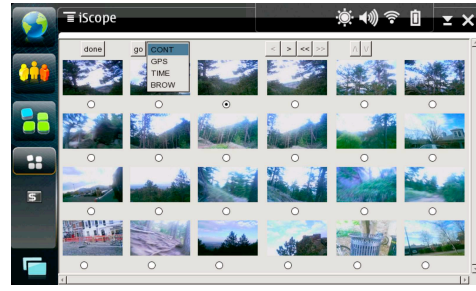 iScope
done go CONT < > << >> /\ \/
GPS
TIME
BROW
S